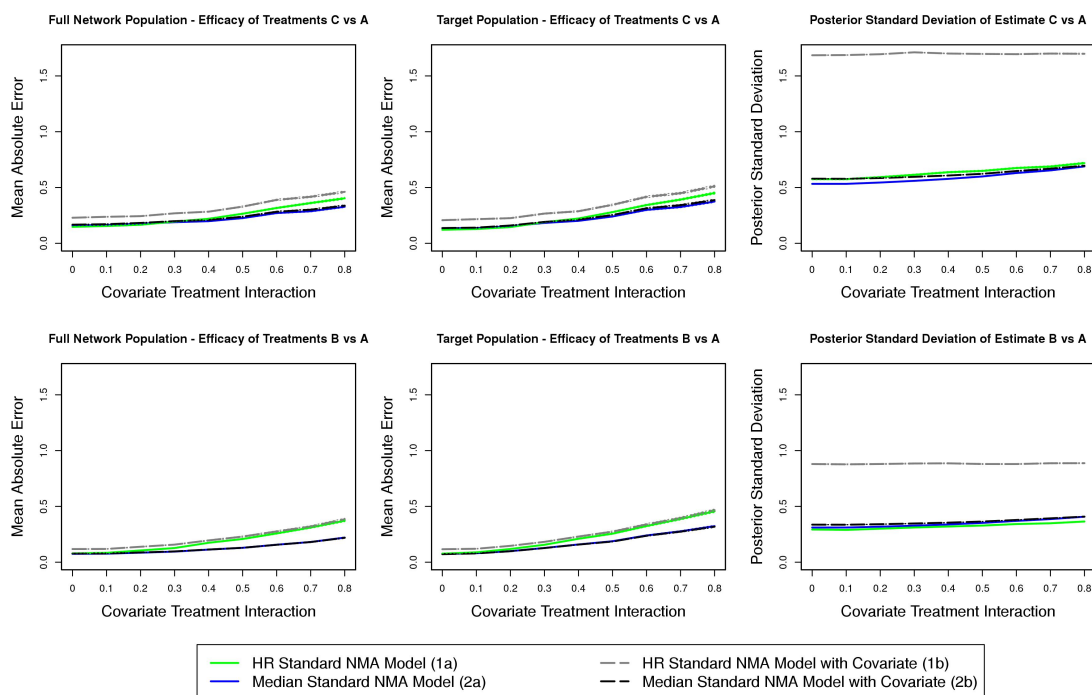 Full Network Population - Efficacy of Treatments C vs A
Mean Absolute Error
0.0 0.5 1.0 1.5
0 0.1 0.2 0.3 0.4 0.5 0.6 0.7 0.8
Covariate Treatment Interaction
Target Population - Efficacy of Treatments C vs A
Mean Absolute Error
0.0 0.5 1.0 1.5
0 0.1 0.2 0.3 0.4 0.5 0.6 0.7 0.8
Covariate Treatment Interaction
Posterior Standard Deviation of Estimate C vs A
Posterior Standard Deviation
0.0 0.5 1.0 1.5
0 0.1 0.2 0.3 0.4 0.5 0.6 0.7 0.8
Covariate Treatment Interaction
Full Network Population - Efficacy of Treatments B vs A
Mean Absolute Error
0.0 0.5 1.0 1.5
0 0.1 0.2 0.3 0.4 0.5 0.6 0.7 0.8
Covariate Treatment Interaction
Target Population - Efficacy of Treatments B vs A
Mean Absolute Error
0.0 0.5 1.0 1.5
0 0.1 0.2 0.3 0.4 0.5 0.6 0.7 0.8
Covariate Treatment Interaction
Posterior Standard Deviation of Estimate B vs A
Posterior Standard Deviation
0.0 0.5 1.0 1.5
0 0.1 0.2 0.3 0.4 0.5 0.6 0.7 0.8
Covariate Treatment Interaction
HR Standard NMA Model (1a)
Median Standard NMA Model (2a)
HR Standard NMA Model with Covariate (1b)
Median Standard NMA Model with Covariate (2b)